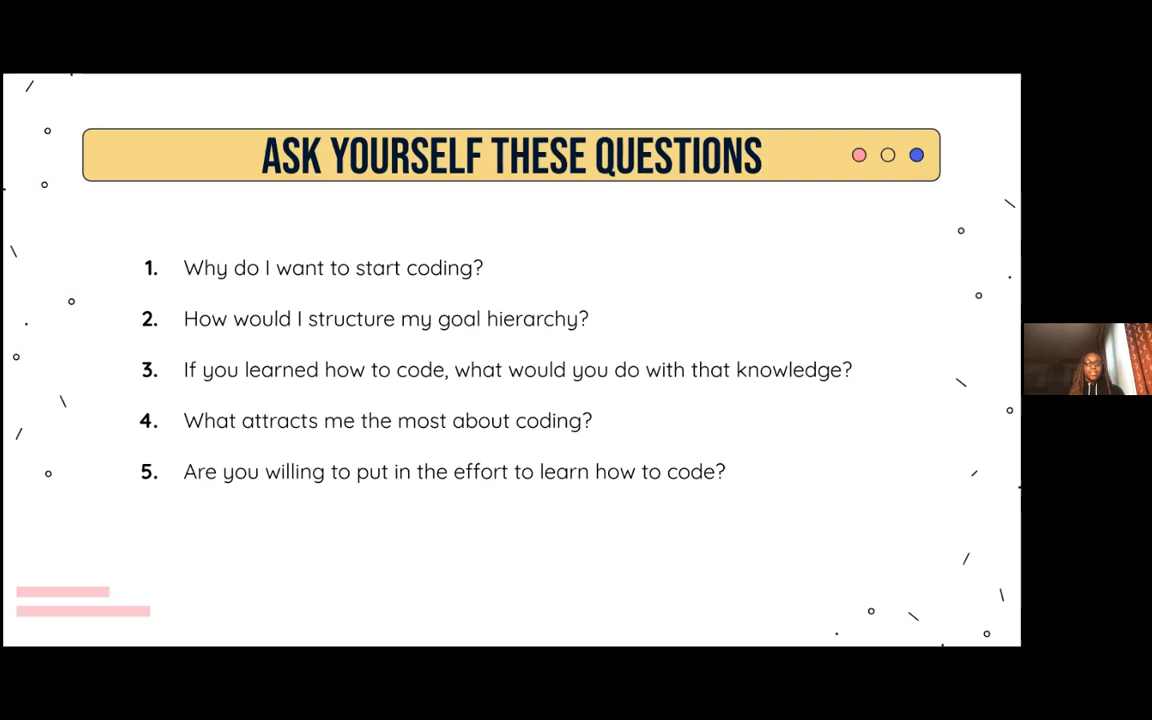 ASK YOURSELF THESE QUESTIONS
1. Why do I want to start coding?
2. How would I structure my goal hierarchy?
3. If you learned how to code, what would you do with that knowledge?
4. What attracts me the most about coding?
5. Are you willing to put in the effort to learn how to code?